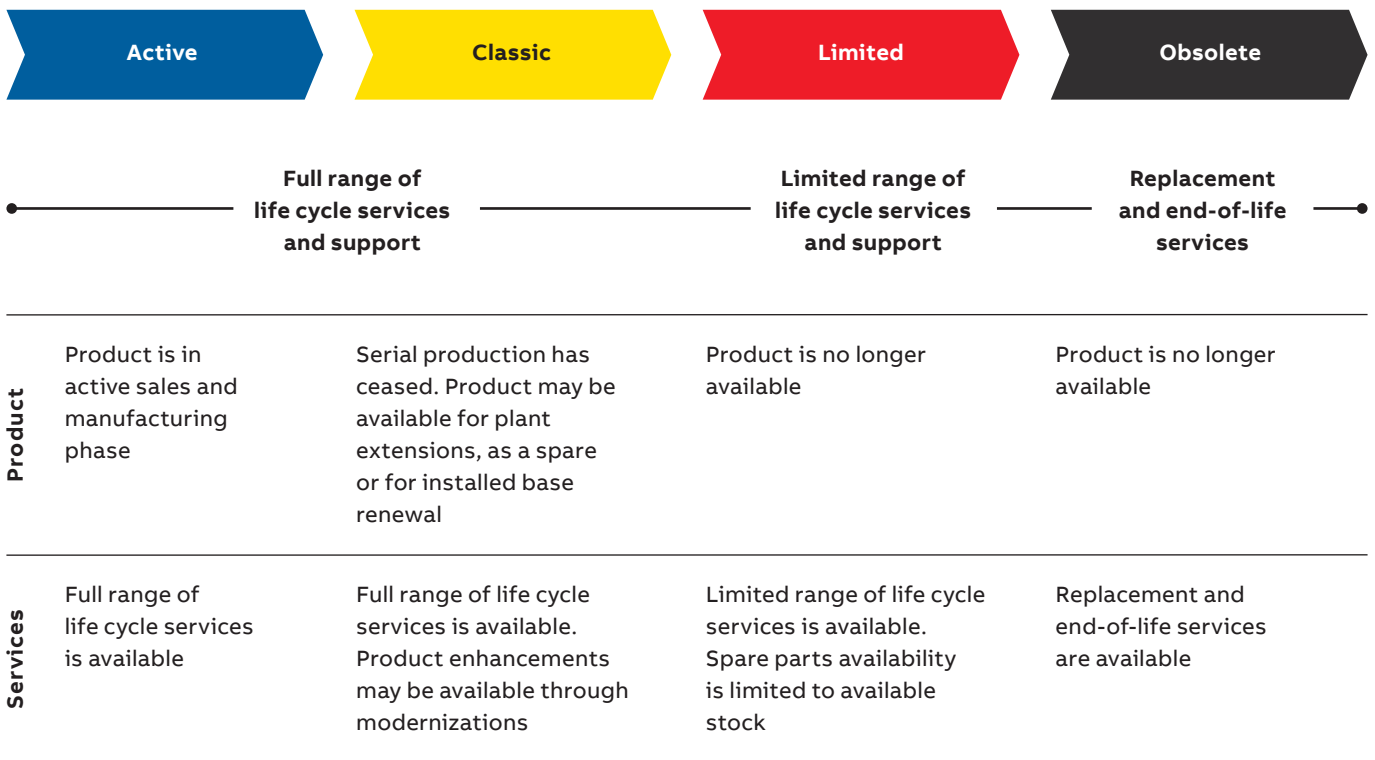 Active
Classic
Limited
Obsolete
Full range of
life cycle services
and support
Limited range of
life cycle services
and support
Replacement
and end-of-life
services
Product
Product is in
active sales and
manufacturing
phase
Serial production has
ceased. Product may be
available for plant
extensions, as a spare
or for installed base
renewal
Product is no longer
available
Product is no longer
available
Services
Full range of
life cycle services
is available
Full range of life cycle
services is available.
Product enhancements
may be available through
modernizations
Limited range of life cycle
services is available.
Spare parts availability
is limited to available
stock
Replacement and
end-of-life services
are available